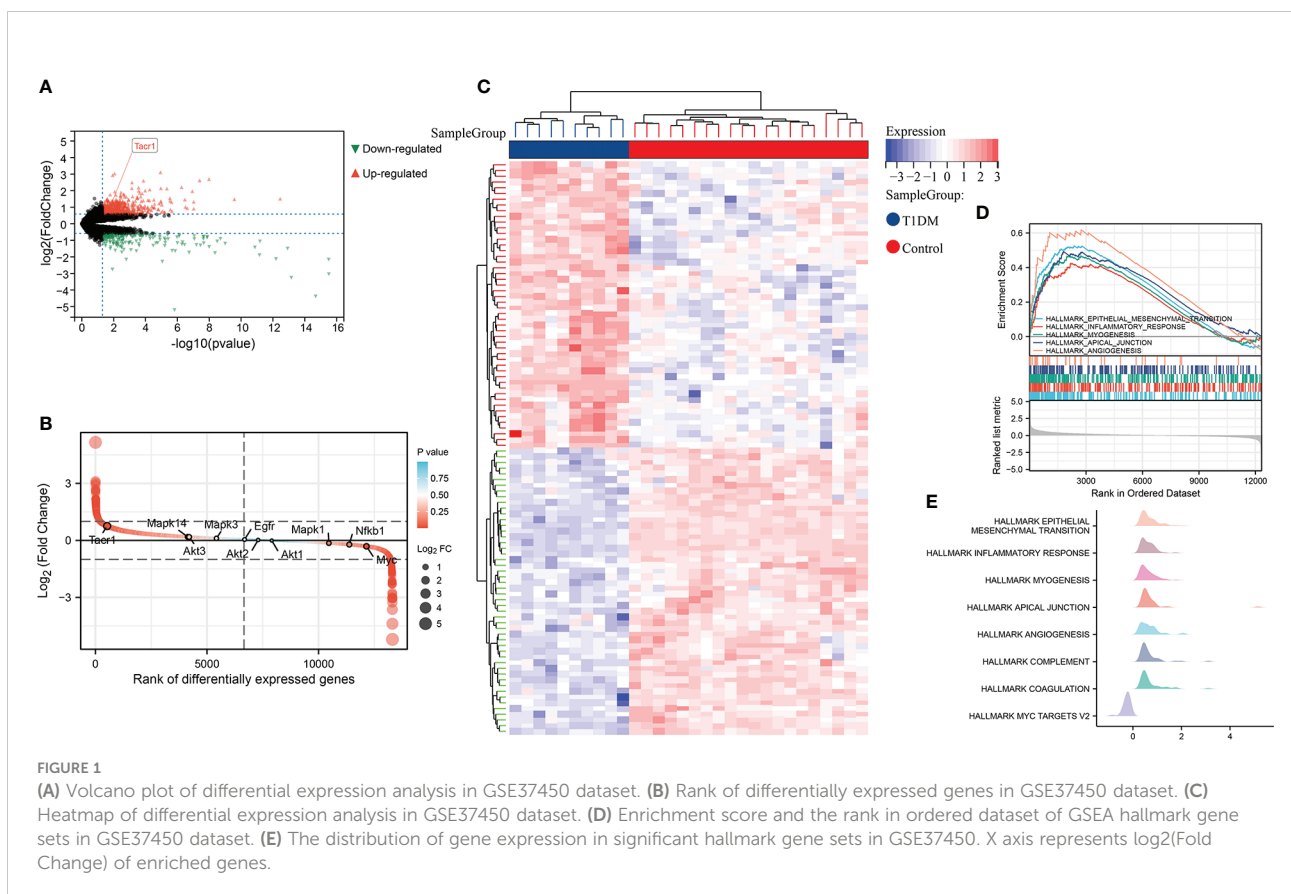 A
Tacr1
Down-regulated
Up-regulated
5
4
3
2
1
0
−1
−2
−3
−4
−5
log2(FoldChange)
0 2 4 6 8 10 12 14 16
-log10(pvalue)
B
3
0
−3
Log2 (Fold Change)
Tacr1
Mapk14
Akt3
Mapk3
Egfr
Akt2
Akt1
Mapk1
Nfkb1
Myc
0 5000 10000
Rank of differentially expressed genes
P value
0.75
0.50
0.25
Log2 FC
1
2
3
4
5
C
SampleGroup
Expression
−3 −2 −1 0 1 2 3
SampleGroup:
T1DM
Control
D
0.6
0.4
0.2
0.0
Enrichment Score
HALLMARK_EPITHELIAL_MESENCHYMAL_TRANSITION
HALLMARK_INFLAMMATORY_RESPONSE
HALLMARK_MYOGENESIS
HALLMARK_APICAL_JUNCTION
HALLMARK_ANGIOGENESIS
5.0
2.5
0.0
−2.5
−5.0
Ranked list metric
3000 6000 9000 12000
Rank in Ordered Dataset
E
HALLMARK EPITHELIAL
MESENCHYMAL TRANSITION
HALLMARK INFLAMMATORY RESPONSE
HALLMARK MYOGENESIS
HALLMARK APICAL JUNCTION
HALLMARK ANGIOGENESIS
HALLMARK COMPLEMENT
HALLMARK COAGULATION
HALLMARK MYC TARGETS V2
0 2 4
FIGURE 1
(A) Volcano plot of differential expression analysis in GSE37450 dataset. (B) Rank of differentially expressed genes in GSE37450 dataset. (C)
Heatmap of differential expression analysis in GSE37450 dataset. (D) Enrichment score and the rank in ordered dataset of GSEA hallmark gene
sets in GSE37450 dataset. (E) The distribution of gene expression in significant hallmark gene sets in GSE37450. X axis represents log2(Fold
Change) of enriched genes.